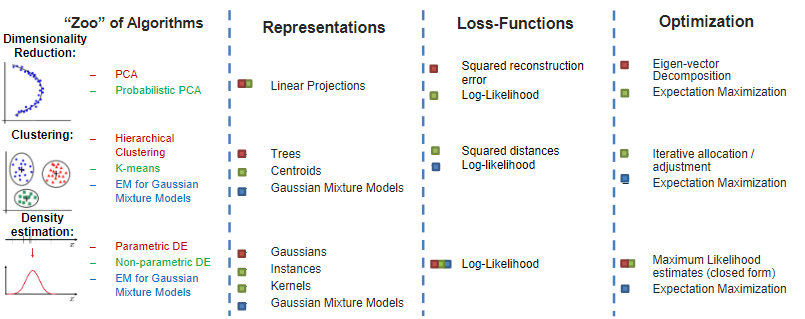 “Zoo” of Algorithms
Representations
Loss-Functions
Optimization
Dimensionality
Reduction:
– PCA
– Probabilistic PCA
Linear Projections
Squared reconstruction
error
Log-Likelihood
Eigen-vector
Decomposition
Expectation Maximization
Clustering:
– Hierarchical
Clustering
– K-means
– EM for Gaussian
Mixture Models
Trees
Centroids
Gaussian Mixture Models
Squared distances
Log-likelihood
Iterative allocation /
adjustment
Expectation Maximization
Density
estimation:
x
x
– Parametric DE
– Non-parametric DE
– EM for Gaussian
Mixture Models
Gaussians
Instances
Kernels
Gaussian Mixture Models
Log-Likelihood
Maximum Likelihood
estimates (closed form)
Expectation Maximization